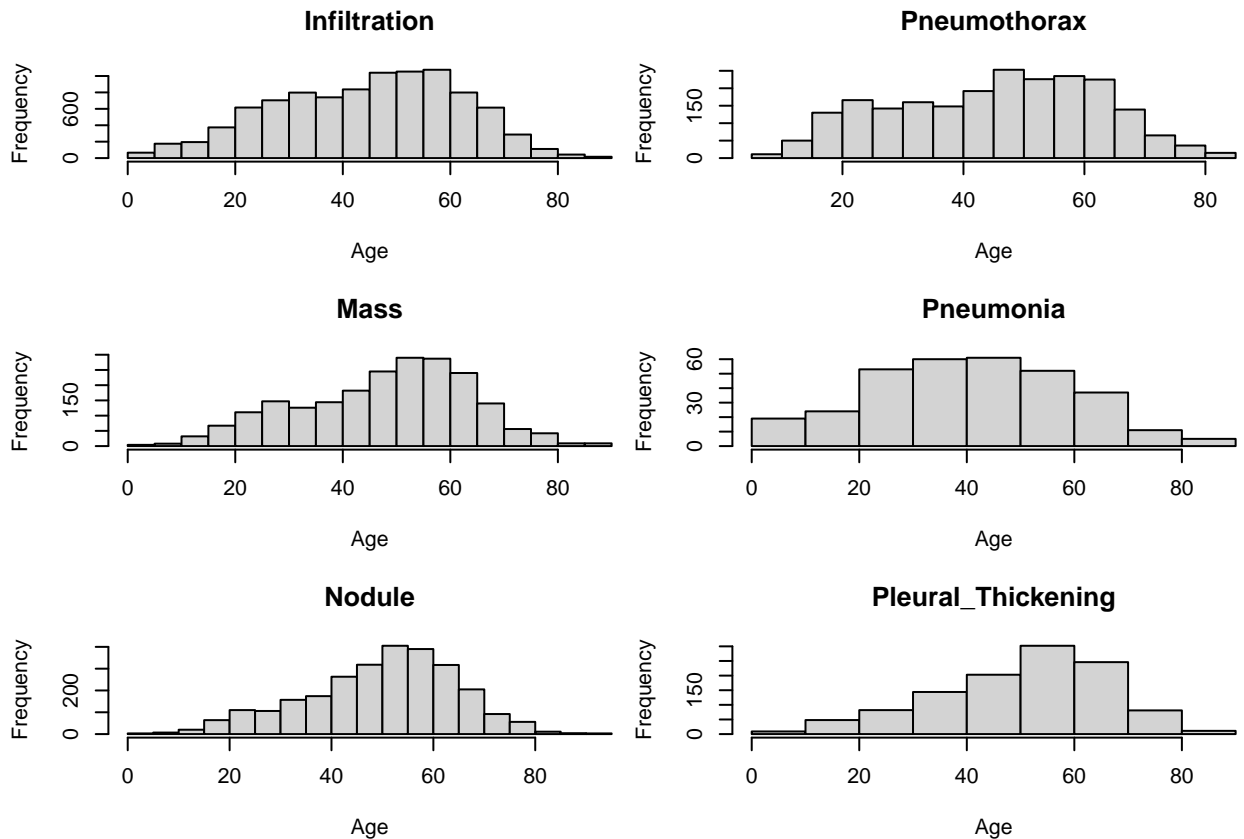 Infiltration
Frequency
0
600
0 20 40 60 80
Age
Pneumothorax
Frequency
0
150
20 40 60 80
Age
Mass
Frequency
0
150
0 20 40 60 80
Age
Pneumonia
Frequency
0
30
60
0 20 40 60 80
Age
Nodule
Frequency
0
200
0 20 40 60 80
Age
Pleural_Thickening
Frequency
0
150
0 20 40 60 80
Age